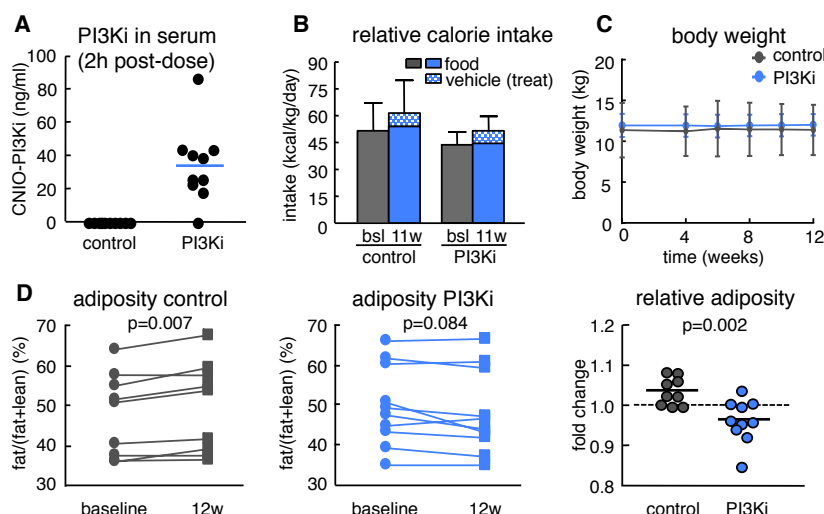 A
PI3Ki in serum
(2h post-dose)
CNIO-PI3Ki (ng/ml)
100
80
60
40
20
0
control
PI3Ki
B
relative calorie intake
food
vehicle (treat)
intake (kcal/kg/day)
90
75
60
45
30
15
0
bsl 11w
control
bsl 11w
PI3Ki
C
body weight
control
PI3Ki
body weight (kg)
20
15
10
5
0
0
4
8
12
time (weeks)
D
adiposity control
p=0.007
fat/(fat+lean) (%)
70
60
50
40
30
baseline
12w
adiposity PI3Ki
p=0.084
fat/(fat+lean) (%)
70
60
50
40
30
baseline
12w
relative adiposity
p=0.002
fold change
1.2
1.1
1.0
0.9
0.8
control
PI3Ki